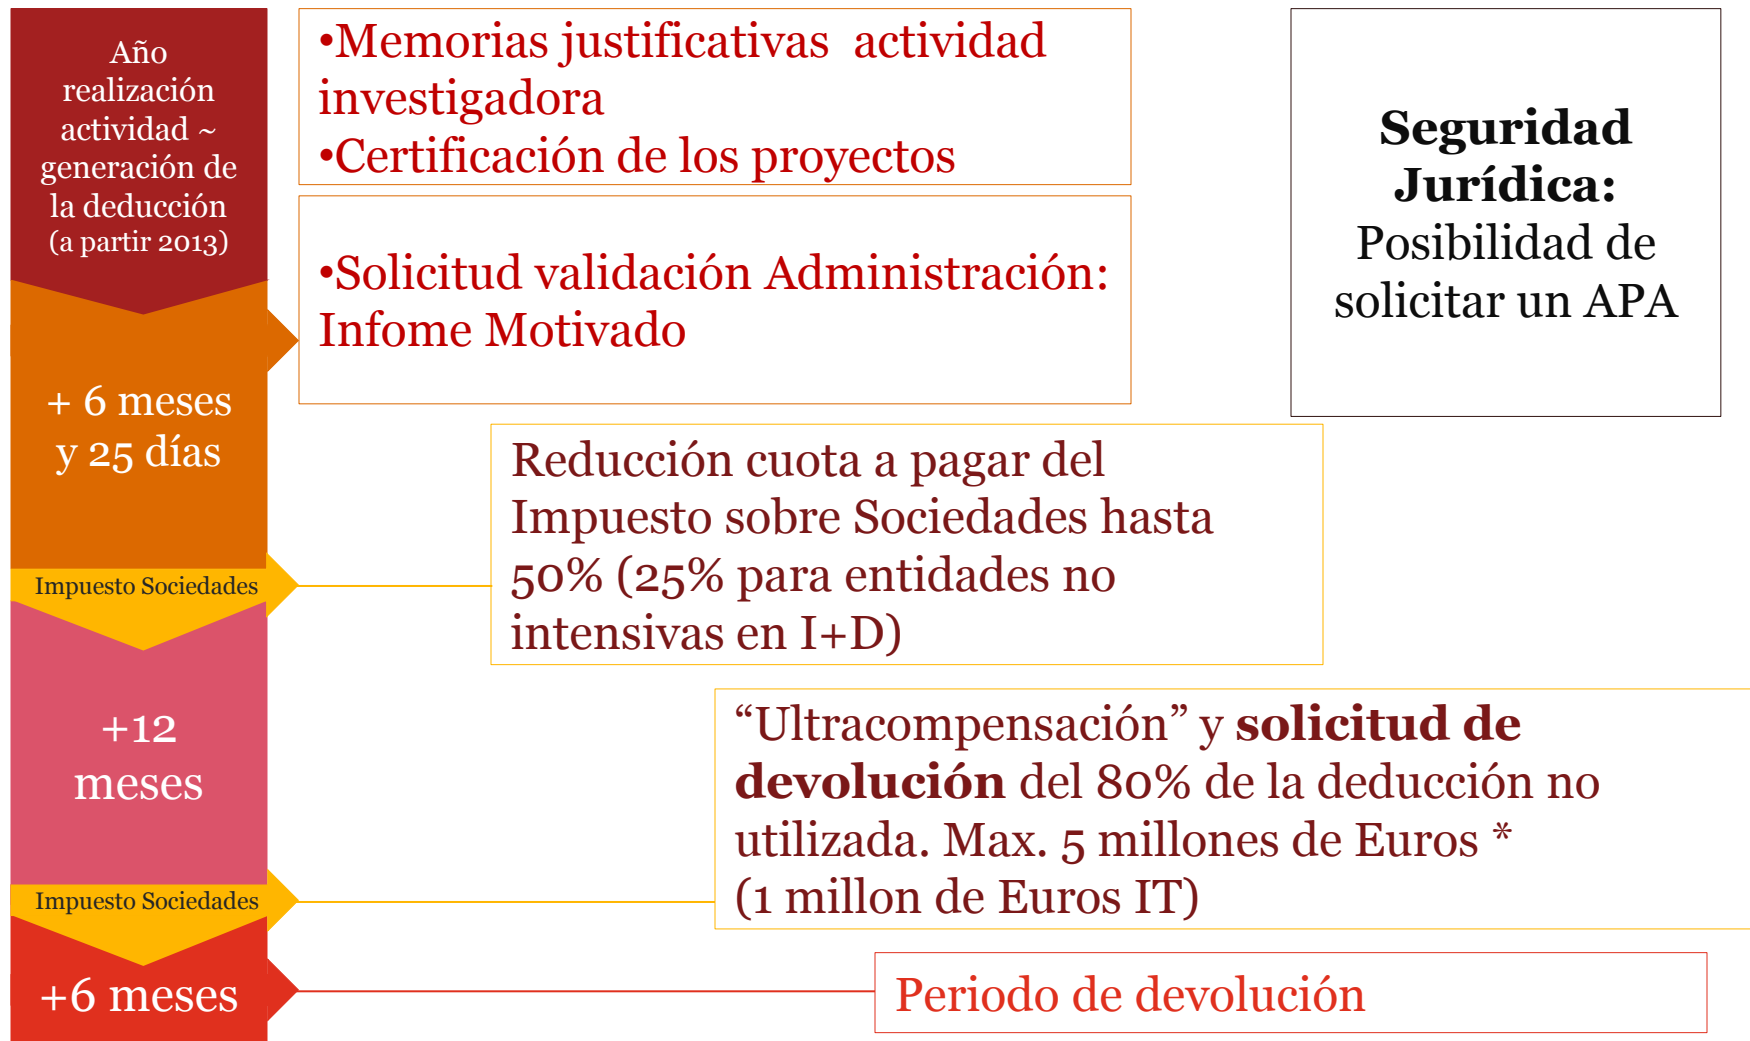 Año
realización
actividad ~
generación de
la deducción
(a partir 2013)
•Memorias justificativas actividad
investigadora
•Certificación de los proyectos
•Solicitud validación Administración:
Infome Motivado
Seguridad
Jurídica:
Posibilidad de
solicitar un APA
+ 6 meses
y 25 días
Impuesto Sociedades
Reducción cuota a pagar del
Impuesto sobre Sociedades hasta
50% (25% para entidades no
intensivas en I+D)
+12
meses
Impuesto Sociedades
“Ultracompensación” y solicitud de
devolución del 80% de la deducción no
utilizada. Max. 5 millones de Euros *
(1 millon de Euros IT)
+6 meses
Periodo de devolución